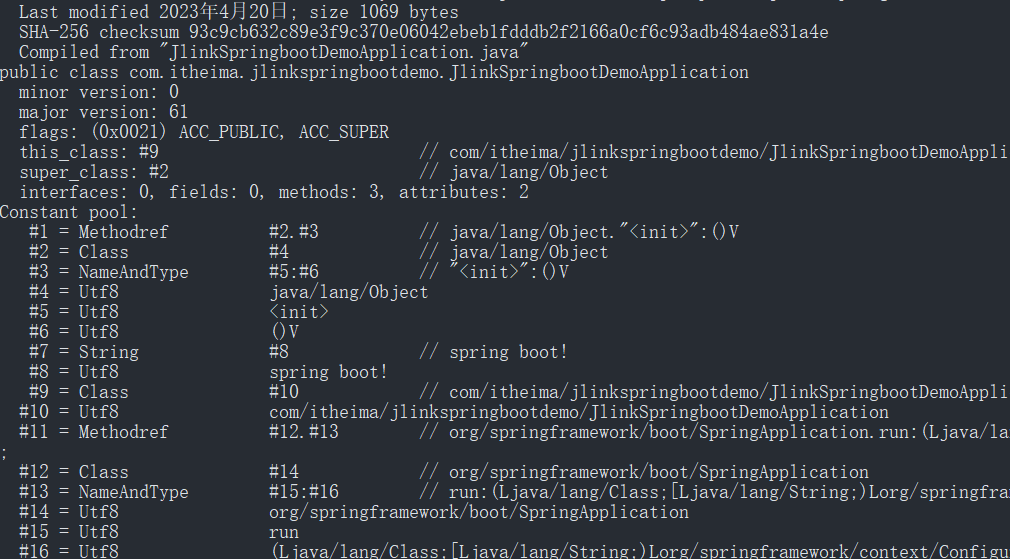 Last modified 2023年4月20日; size 1069 bytes
SHA-256 checksum 93c9cb632c89e3f9c370e06042ebeb1fdddb2f2166a0cf6c93adb484ae831a4e
Compiled from "JlinkSpringbootDemoApplication.java"
public class com.itheima.jlinkspringbootdemo.JlinkSpringbootDemoApplication
minor version: 0
major version: 61
flags: (0x0021) ACC_PUBLIC, ACC_SUPER
this_class: #9 // com/itheima/jlinkspringbootdemo/JlinkSpringbootDemoAppli
super_class: #2 // java/lang/Object
interfaces: 0, fields: 0, methods: 3, attributes: 2
Constant pool:
#1 = Methodref #2.#3 // java/lang/Object."<init>":()V
#2 = Class #4 // java/lang/Object
#3 = NameAndType #5:#6 // "<init>":()V
#4 = Utf8 java/lang/Object
#5 = Utf8 <init>
#6 = Utf8 ()V
#7 = String #8 // spring boot!
#8 = Utf8 spring boot!
#9 = Class #10 // com/itheima/jlinkspringbootdemo/JlinkSpringbootDemoAppli
#10 = Utf8 com/itheima/jlinkspringbootdemo/JlinkSpringbootDemoApplication
#11 = Methodref #12.#13 // org/springframework/boot/SpringApplication.run:(Ljava/la
;
#12 = Class #14 // org/springframework/boot/SpringApplication
#13 = NameAndType #15:#16 // run:(Ljava/lang/Class;[Ljava/lang/String;)Lorg/springfra
#14 = Utf8 org/springframework/boot/SpringApplication
#15 = Utf8 run
#16 = Utf8 (Ljava/lang/Class;[Ljava/lang/String;)Lorg/springframework/context/Configu